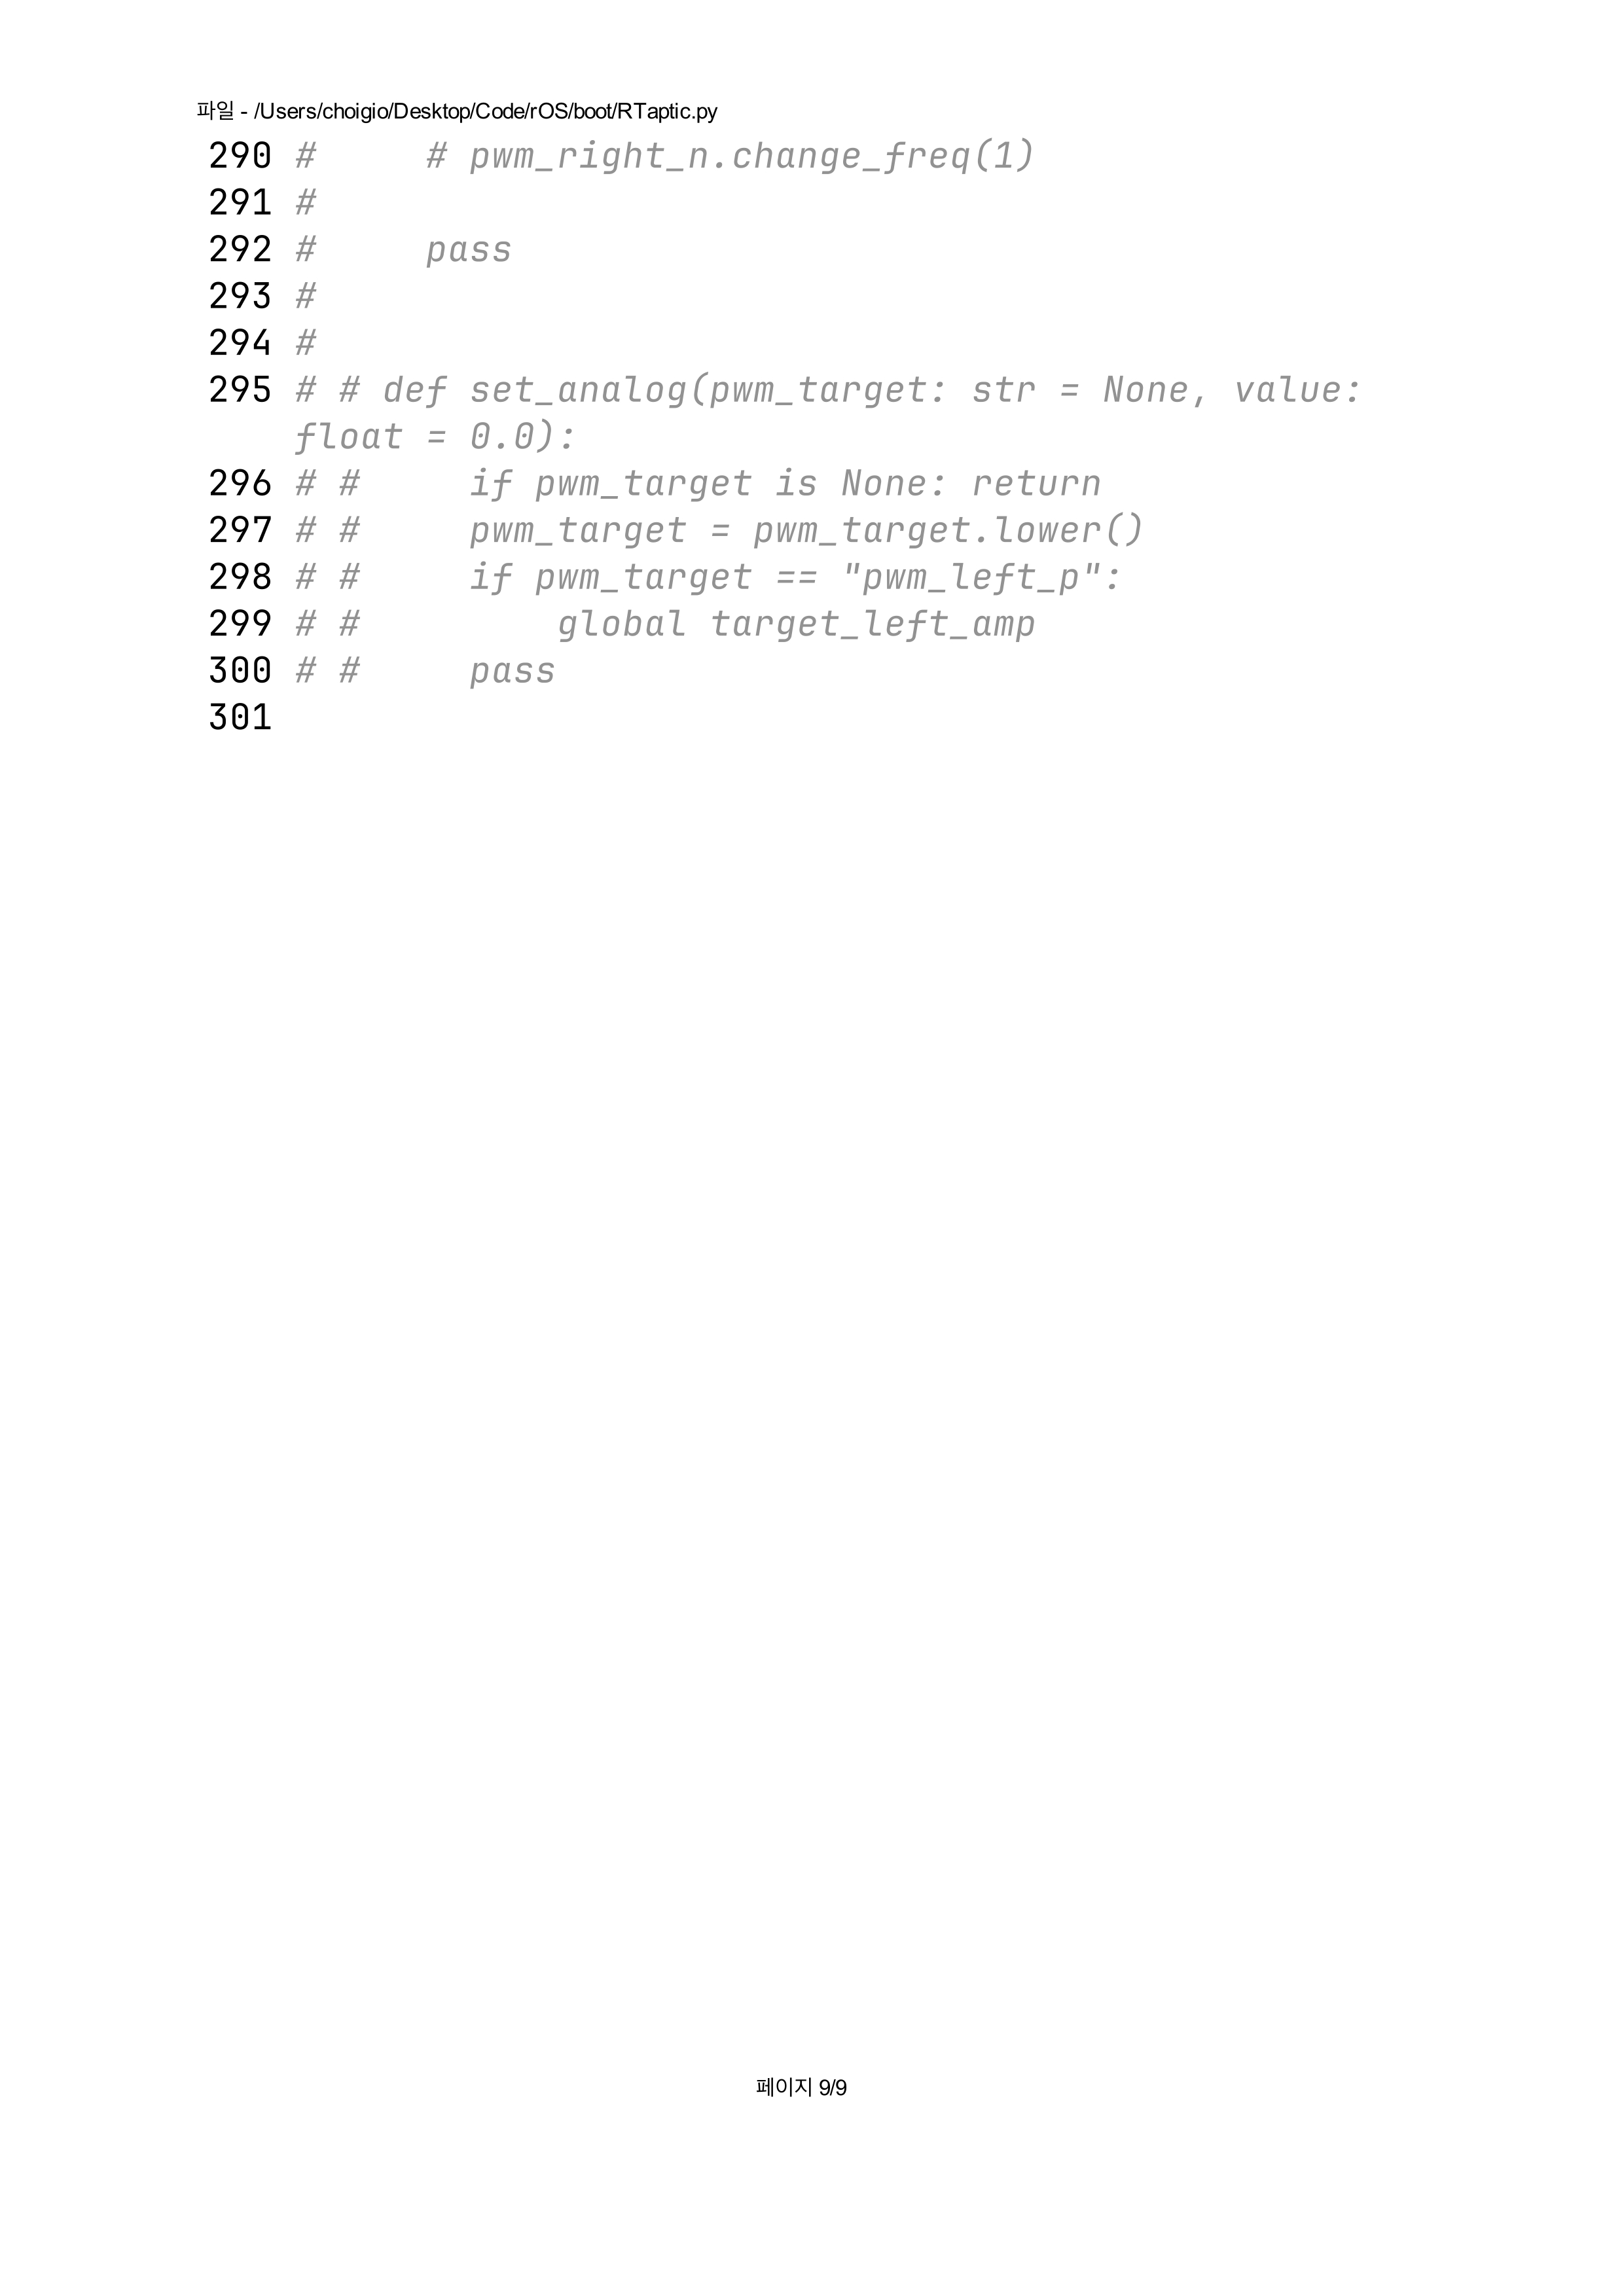 파일 - /Users/choigio/Desktop/Code/rOS/boot/RTaptic.py
290 #     # pwm_right_n.change_freq(1)
291 #
292 #     pass
293 #
294 #
295 # # def set_analog(pwm_target: str = None, value:
float = 0.0):
296 # #     if pwm_target is None: return
297 # #     pwm_target = pwm_target.lower()
298 # #     if pwm_target == "pwm_left_p":
299 # #         global target_left_amp
300 # #     pass
301
페이지 9/9